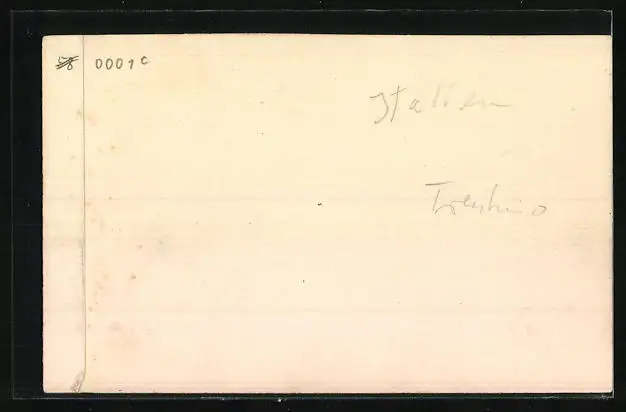 0001c
Italien
Trentino